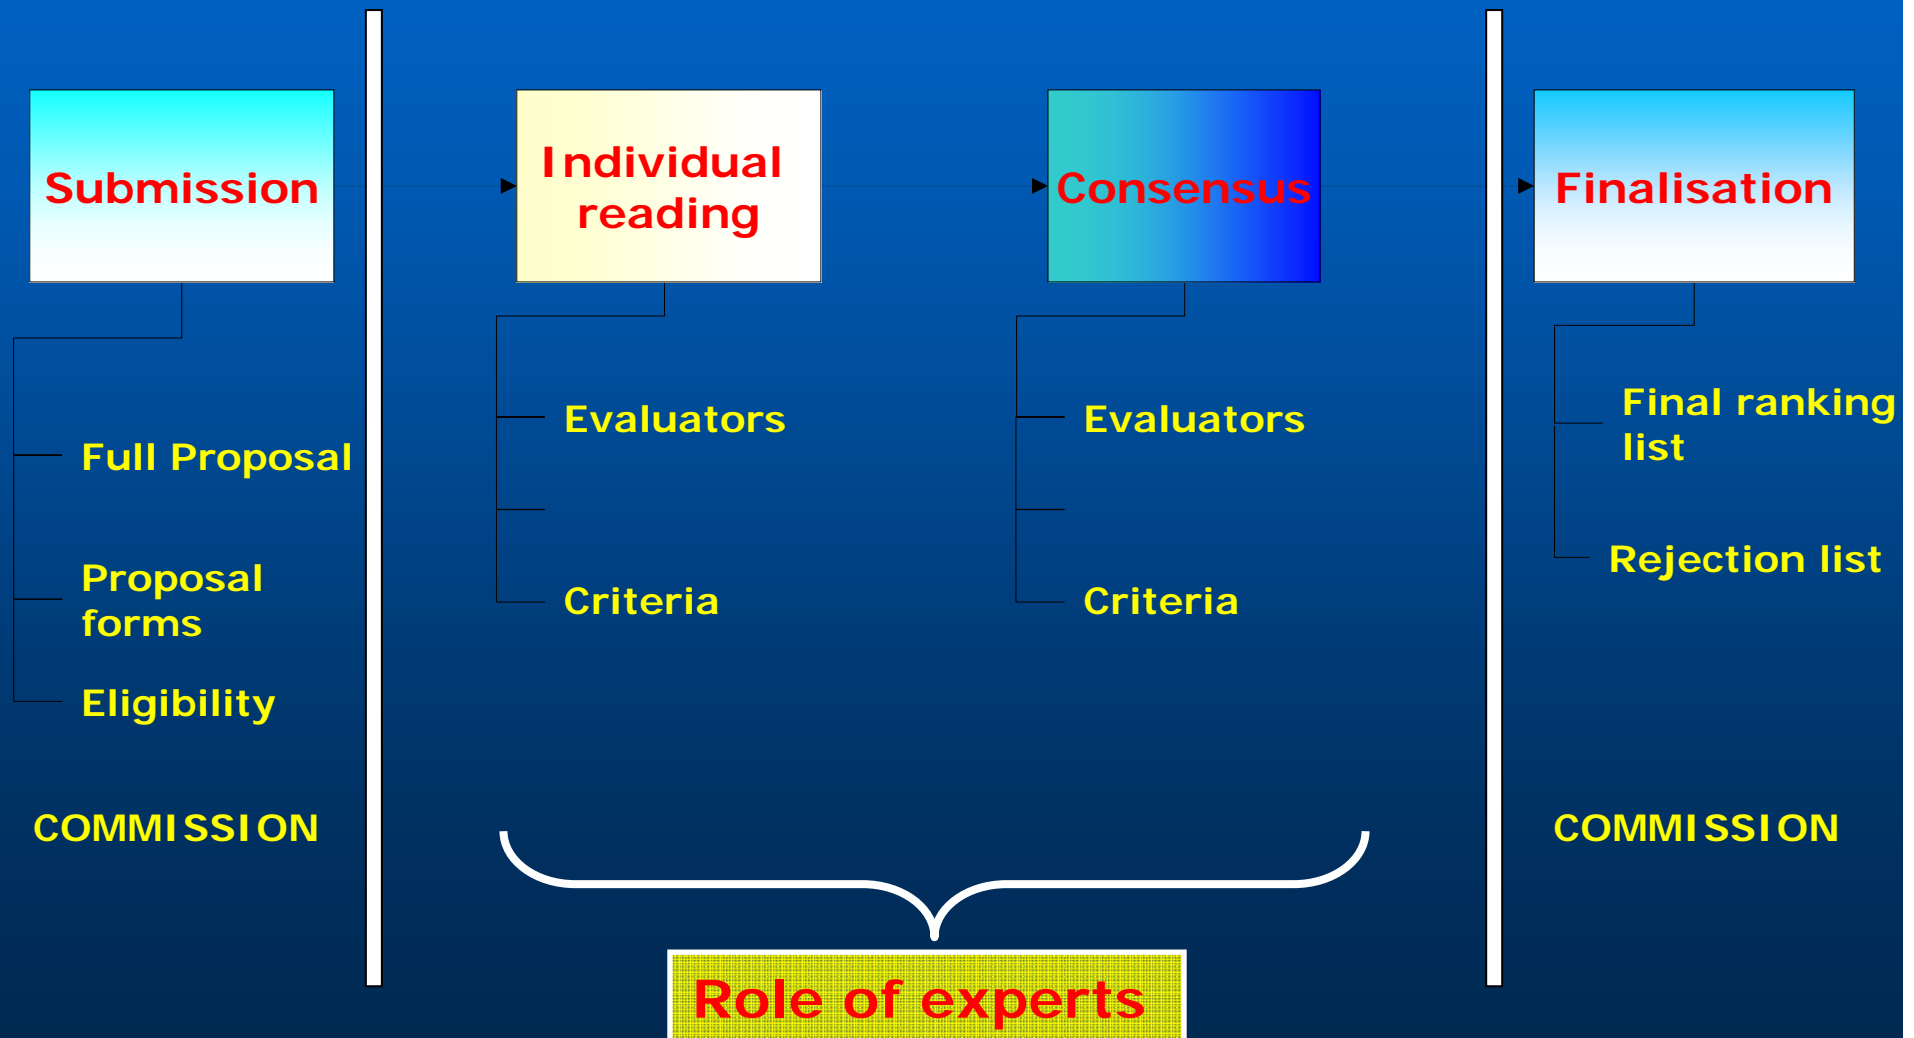 Submission
Individual
reading
Consensus
Finalisation
Full Proposal
Proposal
forms
Eligibility
Evaluators
Criteria
Evaluators
Criteria
Final ranking
list
Rejection list
COMMISSION
COMMISSION
Role of experts